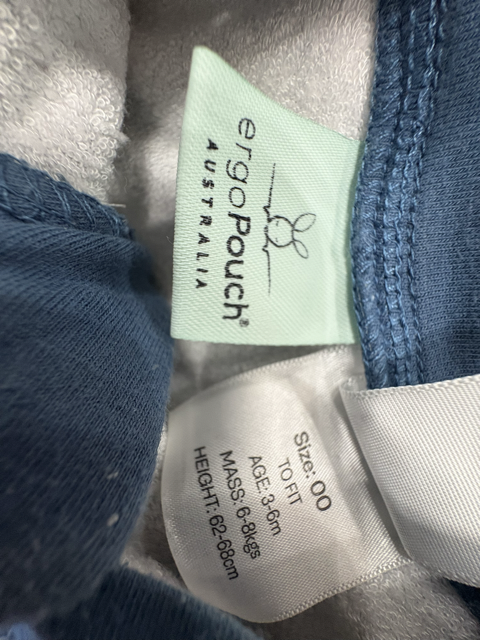 ergoPouch®
AUSTRALIA
Size: 00
TO FIT
AGE: 3-6m
MASS: 6-8kgs
HEIGHT: 62-68cm